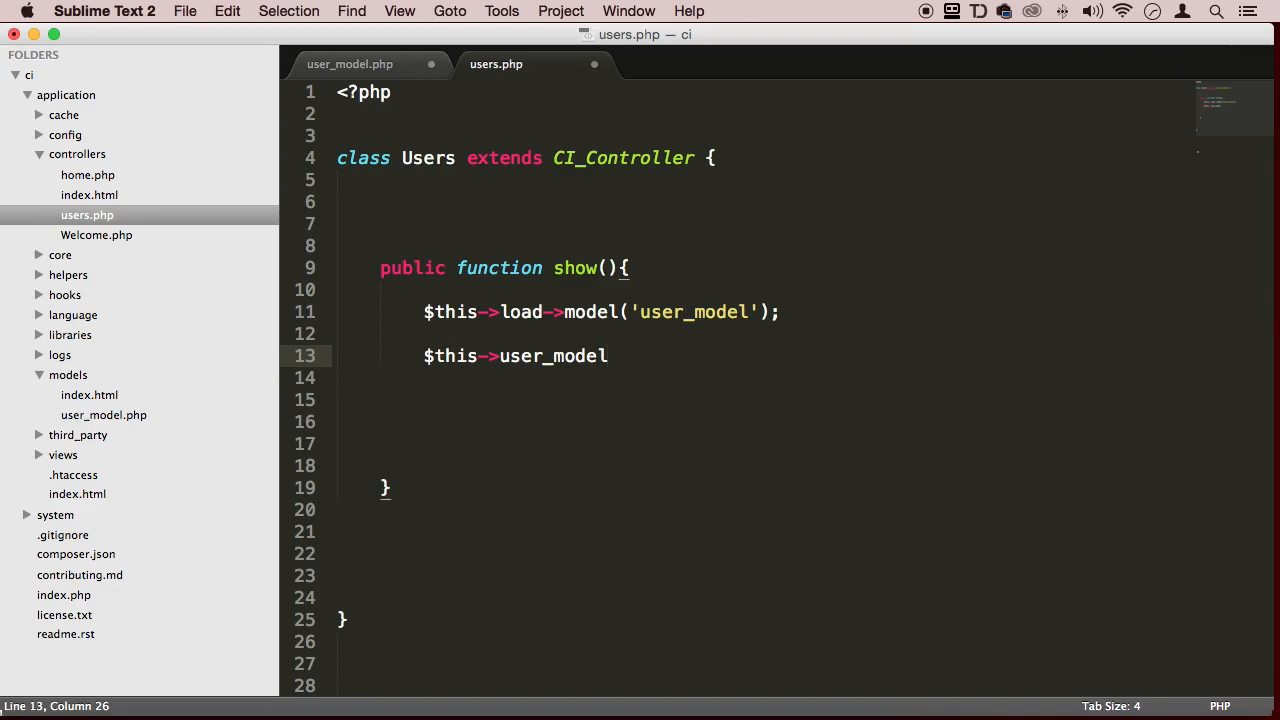 Sublime Text 2 File Edit Selection Find View Goto Tools Project Window Help
users.php — ci
FOLDERS
ci
application
cache
config
controllers
home.php
index.html
users.php
Welcome.php
core
helpers
hooks
language
libraries
logs
models
index.html
user_model.php
third_party
views
.htaccess
index.html
system
.gitignore
composer.json
contributing.md
index.php
license.txt
readme.rst
user_model.php users.php
1 <?php
2
3
4 class Users extends CI_Controller {
5
6
7
8
9 public function show(){
10
11 $this->load->model('user_model');
12
13 $this->user_model
14
15
16
17
18
19 }
20
21
22
23
24
25 }
26
27
28
Line 13, Column 26 Tab Size: 4 PHP